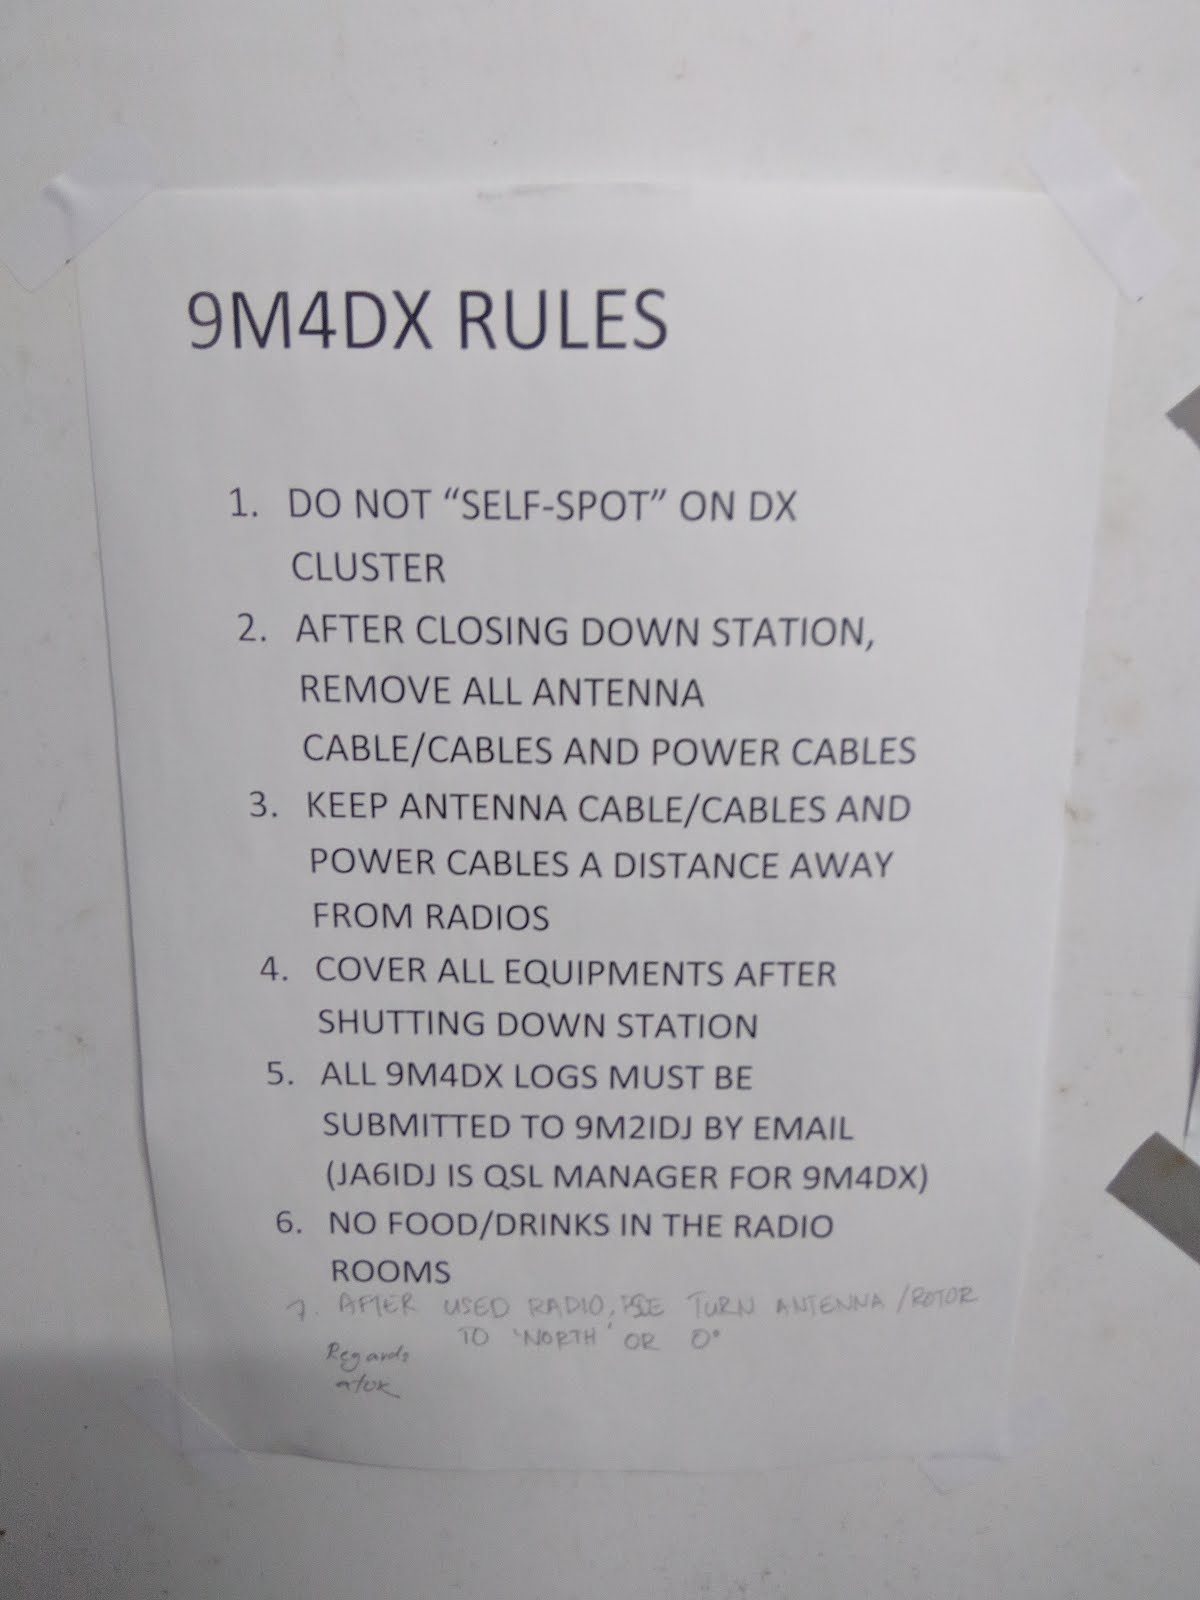 9M4DX RULES
1. DO NOT “SELF-SPOT” ON DX
CLUSTER
2. AFTER CLOSING DOWN STATION,
REMOVE ALL ANTENNA
CABLE/CABLES AND POWER CABLES
3. KEEP ANTENNA CABLE/CABLES AND
POWER CABLES A DISTANCE AWAY
FROM RADIOS
4. COVER ALL EQUIPMENTS AFTER
SHUTTING DOWN STATION
5. ALL 9M4DX LOGS MUST BE
SUBMITTED TO 9M2IDJ BY EMAIL
(JA6IDJ IS QSL MANAGER FOR 9M4DX)
6. NO FOOD/DRINKS IN THE RADIO
ROOMS
7. AFTER USED RADIO, PSE TURN ANTENNA/ROTOR
TO 'NORTH' OR 0°
Regards